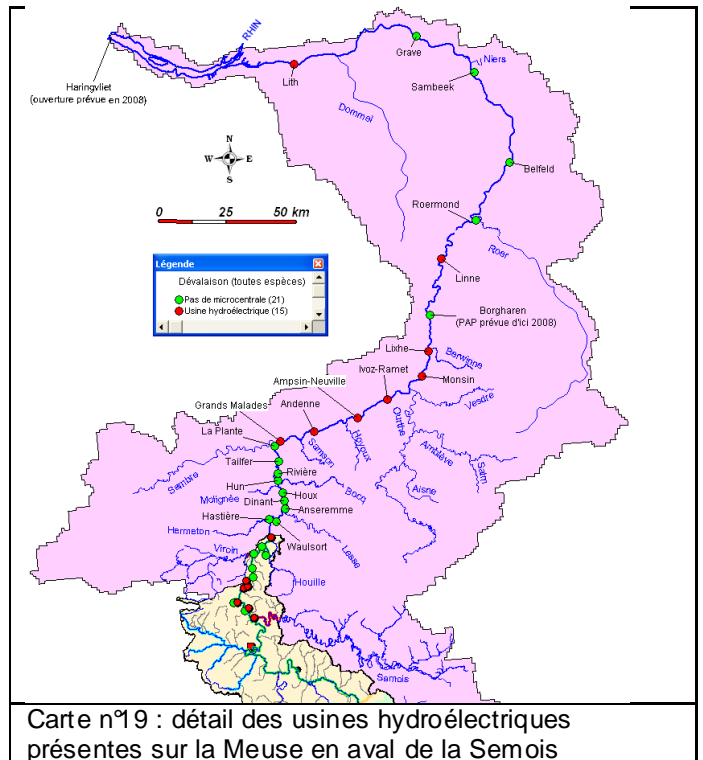 RHIN
Haringvliet
(ouverture prévue en 2008)
Lith
Grave
Niers
Sambeek
Dommel
N
W E
S
Belfeld
0 25 50 km
Roermond
Roer
Légende
Dévalaison (toutes espèces)
Pas de microcentrale (21)
Usine hydroélectrique (15)
Linne
Borgharen
(PAP prévue d'ici 2008)
Lixhe
Berwinne
Ivoz-Ramet
Monsin
Ampsin-Neuville
Vesdre
Grands Malades
Andenne
Ourthe
La Plante
Samson
Hoyoux
Amblève
Salm
Tailfer
Sambre
Rivière
Aisne
Hun
Bocq
Molignée
Houx
Dinant
Anseremme
Hastière
Hermeton
Waulsort
Lesse
Viroin
Houille
Semois
Carte n°19 : détail des usines hydroélectriques
présentes sur la Meuse en aval de la Semois